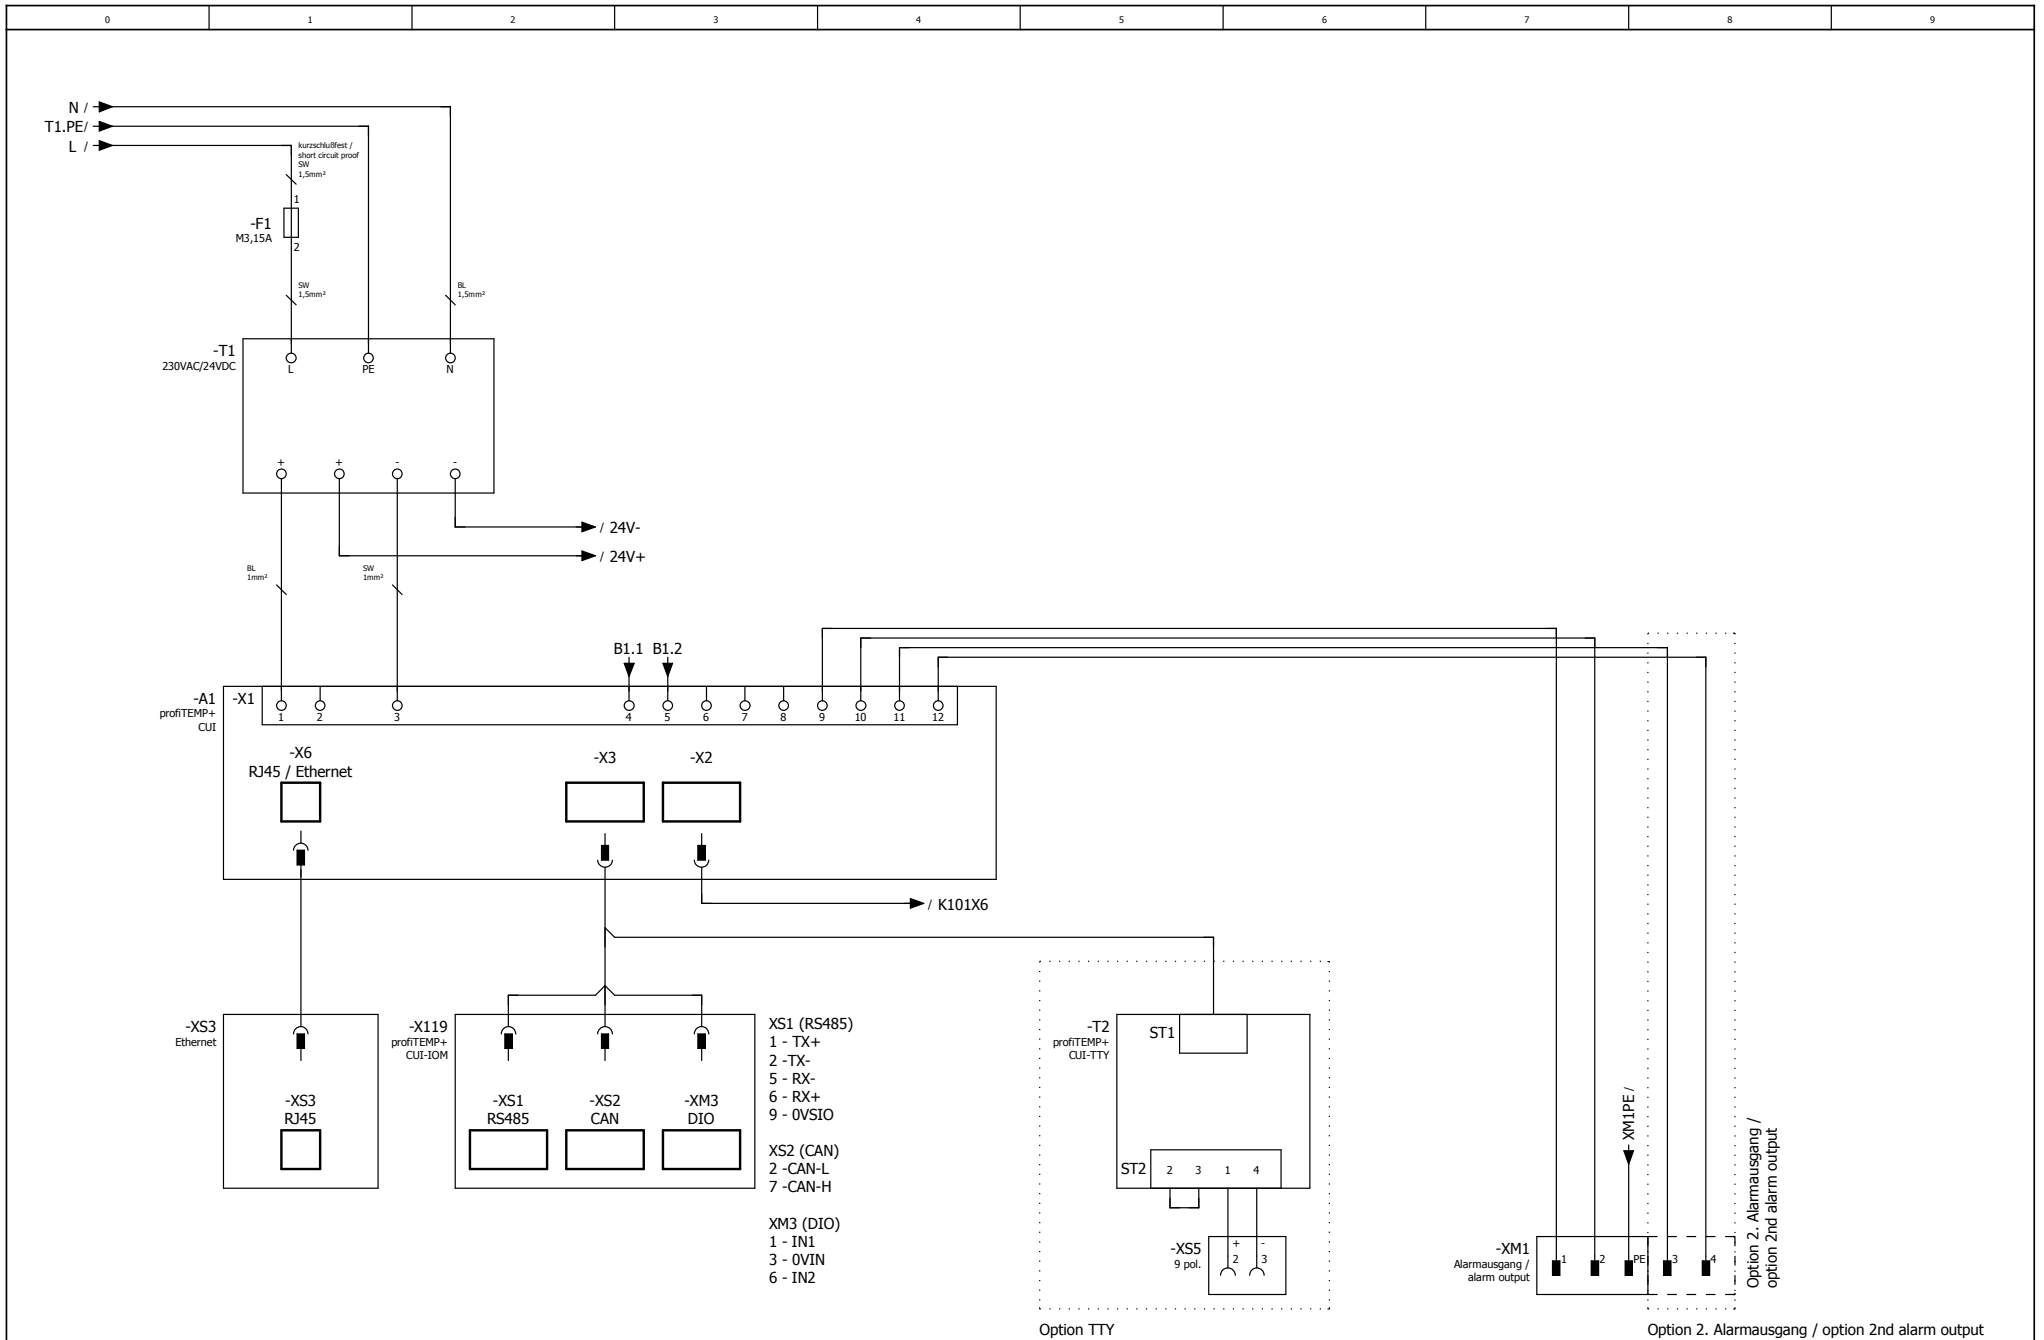 0 1 2 3 4 5 6 7 8 9
N /
T1.PE/
L /
kurzschlußfest /
short circuit proof
SW
1,5mm²
1
-F1
M3,15A
2
SW
1,5mm²
BL
1,5mm²
-T1
230VAC/24VDC
L PE N
+ + - -
/ 24V-
/ 24V+
BL
1mm²
SW
1mm²
B1.1 B1.2
-A1
profiTEMP+
CUI
-X1
1 2 3 4 5 6 7 8 9 10 11 12
-X6
RJ45 / Ethernet
-X3
-X2
/ K101X6
-XS3
Ethernet
-XS3
RJ45
-X119
profiTEMP+
CUI-IOM
-XS1
RS485
-XS2
CAN
-XM3
DIO
XS1 (RS485)
1 - TX+
2 -TX-
5 - RX-
6 - RX+
9 - 0VSIO
XS2 (CAN)
2 -CAN-L
7 -CAN-H
XM3 (DIO)
1 - IN1
3 - 0VIN
6 - IN2
-T2
profiTEMP+
CUI-TTY
ST1
ST2
2 3 1 4
-XS5
9 pol.
+ -
2 3
Option TTY
XM1PE /
-XM1
Alarmausgang /
alarm output
1 2 PE 3 4
Option 2. Alarmausgang /
option 2nd alarm output
Option 2. Alarmausgang / option 2nd alarm output